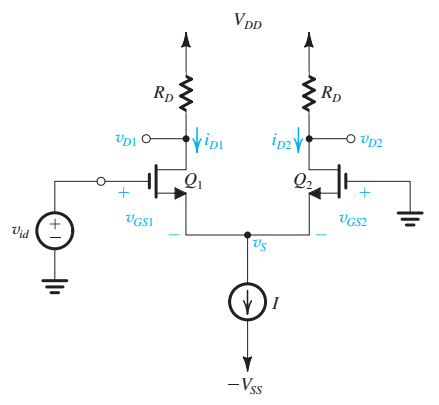 V_DD
R_D R_D
v_D1 i_D1 i_D2 v_D2
Q_1 Q_2
+ +
v_GS1 v_GS2
v_id + −
− v_S −
I
−V_SS